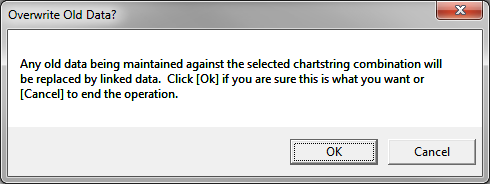 Overwrite Old Data?
Any old data being maintained against the selected chartstring combination will
be replaced by linked data.  Click [Ok] if you are sure this is what you want or
[Cancel] to end the operation.
OK
Cancel